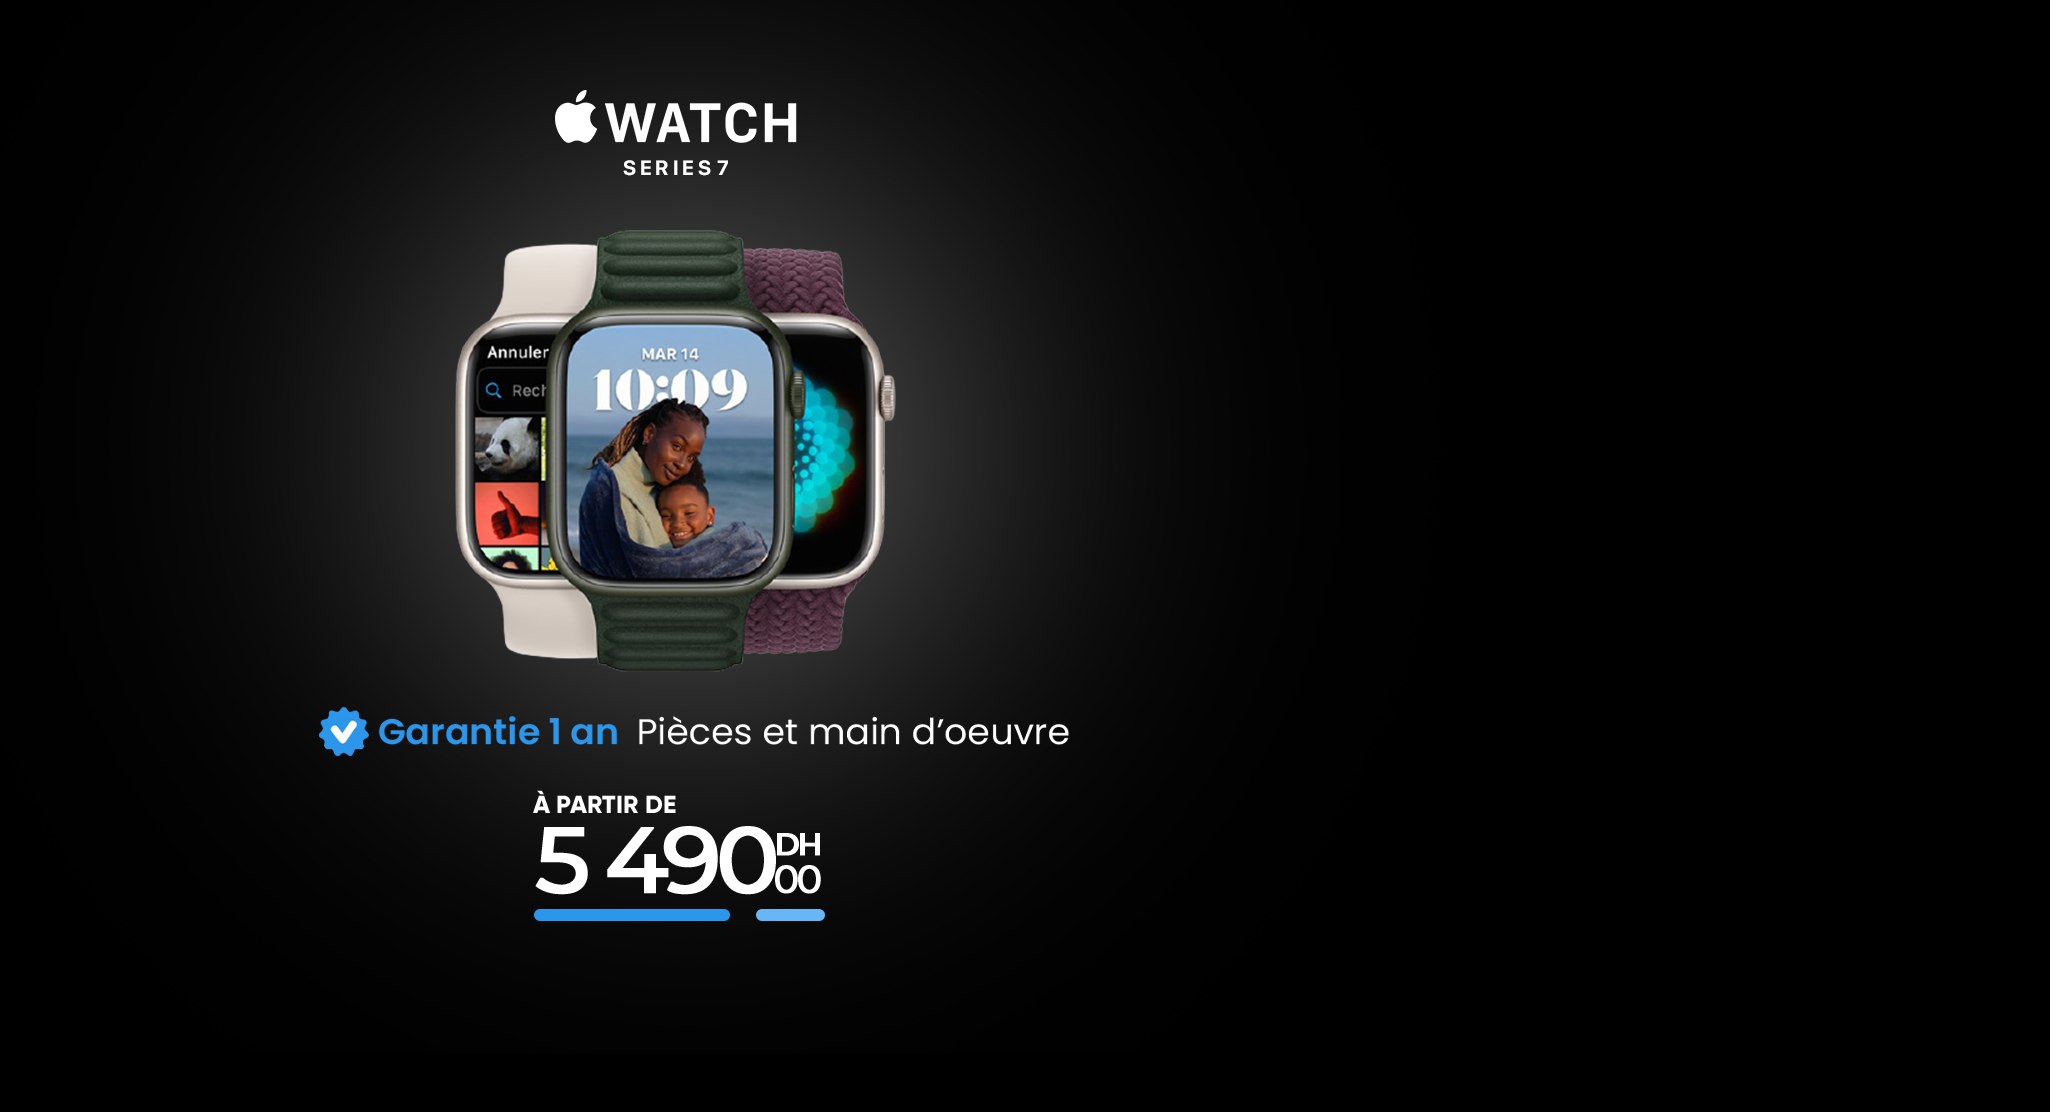 WATCH
SERIES 7
Annuler
Rech
MAR 14
10:09
Garantie 1 an Pièces et main d’oeuvre
À PARTIR DE
5 490 DH
00